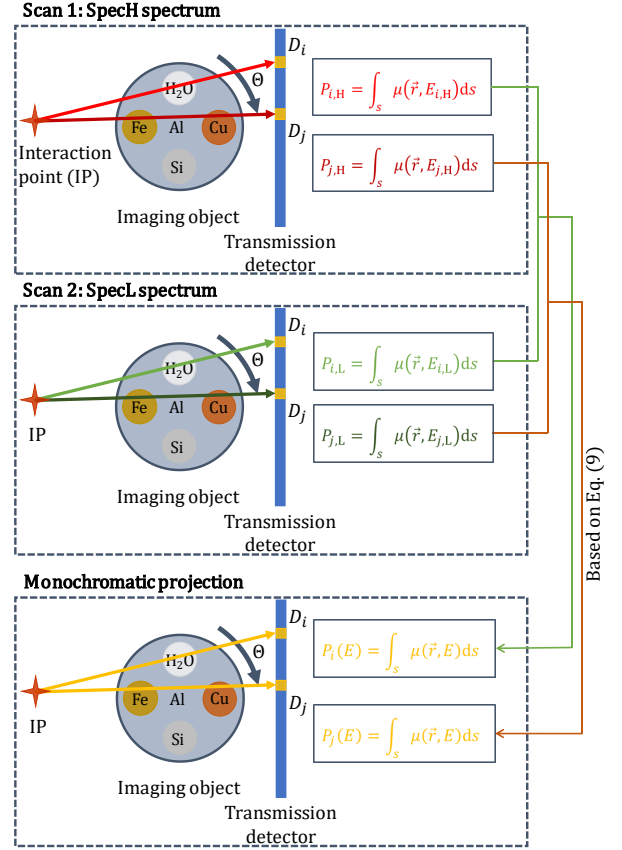 Scan 1: SpecH spectrum
D_i
Θ
H₂O
Fe Al Cu
Si
D_j
Interaction
point (IP)
Imaging object
Transmission
detector
P_{i,H} = ∫_s μ(r⃗, E_{i,H})ds
P_{j,H} = ∫_s μ(r⃗, E_{j,H})ds
Scan 2: SpecL spectrum
D_i
Θ
H₂O
Fe Al Cu
Si
D_j
IP
Imaging object
Transmission
detector
P_{i,L} = ∫_s μ(r⃗, E_{i,L})ds
P_{j,L} = ∫_s μ(r⃗, E_{j,L})ds
Based on Eq. (9)
Monochromatic projection
D_i
Θ
H₂O
Fe Al Cu
Si
D_j
IP
Imaging object
Transmission
detector
P_i(E) = ∫_s μ(r⃗, E)ds
P_j(E) = ∫_s μ(r⃗, E)ds